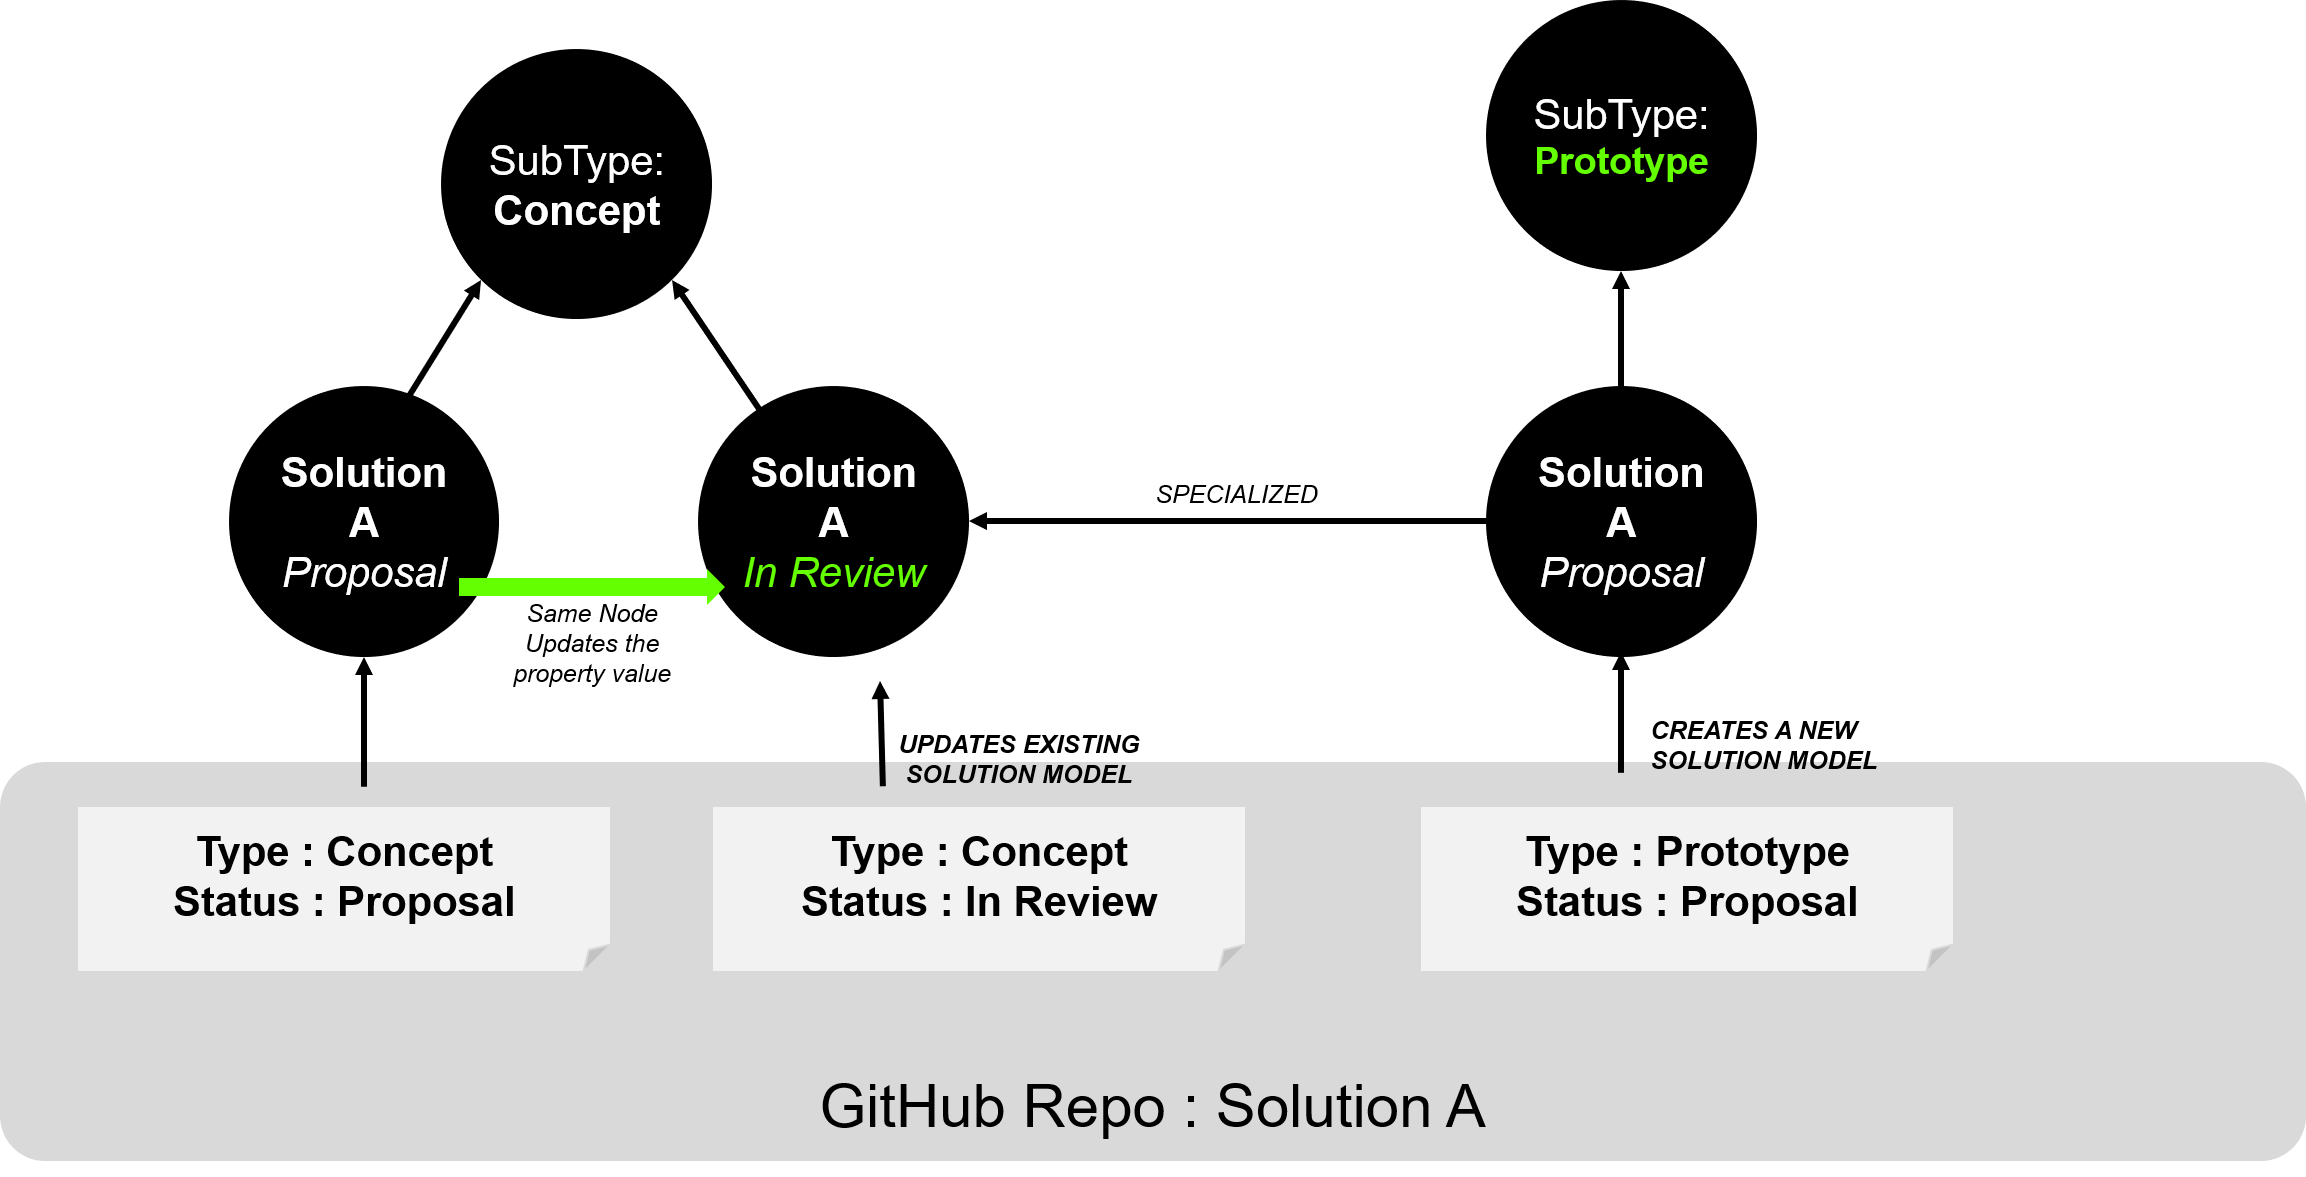 SubType:
Concept
SubType:
Prototype
Solution
A
Proposal
Solution
A
In Review
SPECIALIZED
Solution
A
Proposal
Same Node
Updates the
property value
UPDATES EXISTING
SOLUTION MODEL
CREATES A NEW
SOLUTION MODEL
Type : Concept
Status : Proposal
Type : Concept
Status : In Review
Type : Prototype
Status : Proposal
GitHub Repo : Solution A